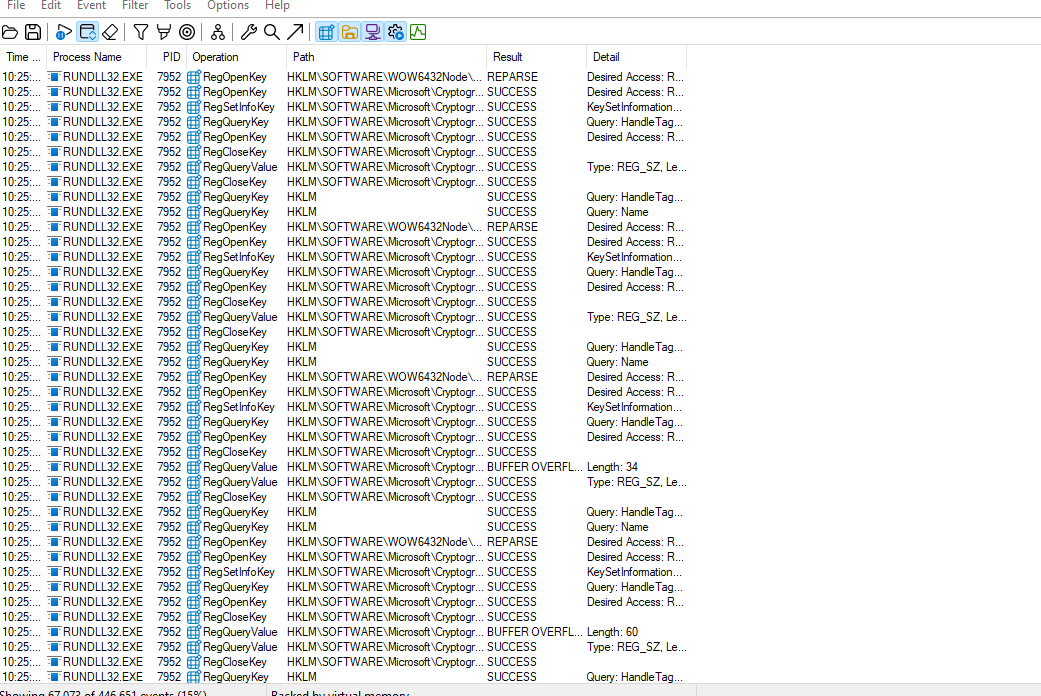 File Edit Event Filter Tools Options Help
Time ... Process Name PID Operation Path Result Detail
10:25:... RUNDLL32.EXE 7952 RegOpenKey HKLM\SOFTWARE\WOW6432Node\... REPARSE Desired Access: R...
10:25:... RUNDLL32.EXE 7952 RegOpenKey HKLM\SOFTWARE\Microsoft\Cryptogr... SUCCESS Desired Access: R...
10:25:... RUNDLL32.EXE 7952 RegSetInfoKey HKLM\SOFTWARE\Microsoft\Cryptogr... SUCCESS KeySetInformation...
10:25:... RUNDLL32.EXE 7952 RegQueryKey HKLM\SOFTWARE\Microsoft\Cryptogr... SUCCESS Query: HandleTag...
10:25:... RUNDLL32.EXE 7952 RegOpenKey HKLM\SOFTWARE\Microsoft\Cryptogr... SUCCESS Desired Access: R...
10:25:... RUNDLL32.EXE 7952 RegCloseKey HKLM\SOFTWARE\Microsoft\Cryptogr... SUCCESS
10:25:... RUNDLL32.EXE 7952 RegQueryValue HKLM\SOFTWARE\Microsoft\Cryptogr... SUCCESS Type: REG_SZ, Le...
10:25:... RUNDLL32.EXE 7952 RegCloseKey HKLM\SOFTWARE\Microsoft\Cryptogr... SUCCESS
10:25:... RUNDLL32.EXE 7952 RegQueryKey HKLM SUCCESS Query: HandleTag...
10:25:... RUNDLL32.EXE 7952 RegQueryKey HKLM SUCCESS Query: Name
10:25:... RUNDLL32.EXE 7952 RegOpenKey HKLM\SOFTWARE\WOW6432Node\... REPARSE Desired Access: R...
10:25:... RUNDLL32.EXE 7952 RegOpenKey HKLM\SOFTWARE\Microsoft\Cryptogr... SUCCESS Desired Access: R...
10:25:... RUNDLL32.EXE 7952 RegSetInfoKey HKLM\SOFTWARE\Microsoft\Cryptogr... SUCCESS KeySetInformation...
10:25:... RUNDLL32.EXE 7952 RegQueryKey HKLM\SOFTWARE\Microsoft\Cryptogr... SUCCESS Query: HandleTag...
10:25:... RUNDLL32.EXE 7952 RegOpenKey HKLM\SOFTWARE\Microsoft\Cryptogr... SUCCESS Desired Access: R...
10:25:... RUNDLL32.EXE 7952 RegCloseKey HKLM\SOFTWARE\Microsoft\Cryptogr... SUCCESS
10:25:... RUNDLL32.EXE 7952 RegQueryValue HKLM\SOFTWARE\Microsoft\Cryptogr... SUCCESS Type: REG_SZ, Le...
10:25:... RUNDLL32.EXE 7952 RegCloseKey HKLM\SOFTWARE\Microsoft\Cryptogr... SUCCESS
10:25:... RUNDLL32.EXE 7952 RegQueryKey HKLM SUCCESS Query: HandleTag...
10:25:... RUNDLL32.EXE 7952 RegQueryKey HKLM SUCCESS Query: Name
10:25:... RUNDLL32.EXE 7952 RegOpenKey HKLM\SOFTWARE\WOW6432Node\... REPARSE Desired Access: R...
10:25:... RUNDLL32.EXE 7952 RegOpenKey HKLM\SOFTWARE\Microsoft\Cryptogr... SUCCESS Desired Access: R...
10:25:... RUNDLL32.EXE 7952 RegSetInfoKey HKLM\SOFTWARE\Microsoft\Cryptogr... SUCCESS KeySetInformation...
10:25:... RUNDLL32.EXE 7952 RegQueryKey HKLM\SOFTWARE\Microsoft\Cryptogr... SUCCESS Query: HandleTag...
10:25:... RUNDLL32.EXE 7952 RegOpenKey HKLM\SOFTWARE\Microsoft\Cryptogr... SUCCESS Desired Access: R...
10:25:... RUNDLL32.EXE 7952 RegCloseKey HKLM\SOFTWARE\Microsoft\Cryptogr... SUCCESS
10:25:... RUNDLL32.EXE 7952 RegQueryValue HKLM\SOFTWARE\Microsoft\Cryptogr... BUFFER OVERFL... Length: 34
10:25:... RUNDLL32.EXE 7952 RegQueryValue HKLM\SOFTWARE\Microsoft\Cryptogr... SUCCESS Type: REG_SZ, Le...
10:25:... RUNDLL32.EXE 7952 RegCloseKey HKLM\SOFTWARE\Microsoft\Cryptogr... SUCCESS
10:25:... RUNDLL32.EXE 7952 RegQueryKey HKLM SUCCESS Query: HandleTag...
10:25:... RUNDLL32.EXE 7952 RegQueryKey HKLM SUCCESS Query: Name
10:25:... RUNDLL32.EXE 7952 RegOpenKey HKLM\SOFTWARE\WOW6432Node\... REPARSE Desired Access: R...
10:25:... RUNDLL32.EXE 7952 RegOpenKey HKLM\SOFTWARE\Microsoft\Cryptogr... SUCCESS Desired Access: R...
10:25:... RUNDLL32.EXE 7952 RegSetInfoKey HKLM\SOFTWARE\Microsoft\Cryptogr... SUCCESS KeySetInformation...
10:25:... RUNDLL32.EXE 7952 RegQueryKey HKLM\SOFTWARE\Microsoft\Cryptogr... SUCCESS Query: HandleTag...
10:25:... RUNDLL32.EXE 7952 RegOpenKey HKLM\SOFTWARE\Microsoft\Cryptogr... SUCCESS Desired Access: R...
10:25:... RUNDLL32.EXE 7952 RegCloseKey HKLM\SOFTWARE\Microsoft\Cryptogr... SUCCESS
10:25:... RUNDLL32.EXE 7952 RegQueryValue HKLM\SOFTWARE\Microsoft\Cryptogr... BUFFER OVERFL... Length: 60
10:25:... RUNDLL32.EXE 7952 RegQueryValue HKLM\SOFTWARE\Microsoft\Cryptogr... SUCCESS Type: REG_SZ, Le...
10:25:... RUNDLL32.EXE 7952 RegCloseKey HKLM\SOFTWARE\Microsoft\Cryptogr... SUCCESS
10:25:... RUNDLL32.EXE 7952 RegQueryKey HKLM\SOFTWARE\Microsoft\Cryptogr... SUCCESS Query: HandleTag...
Showing 67,073 of 446,651 events (15%) Backed by virtual memory